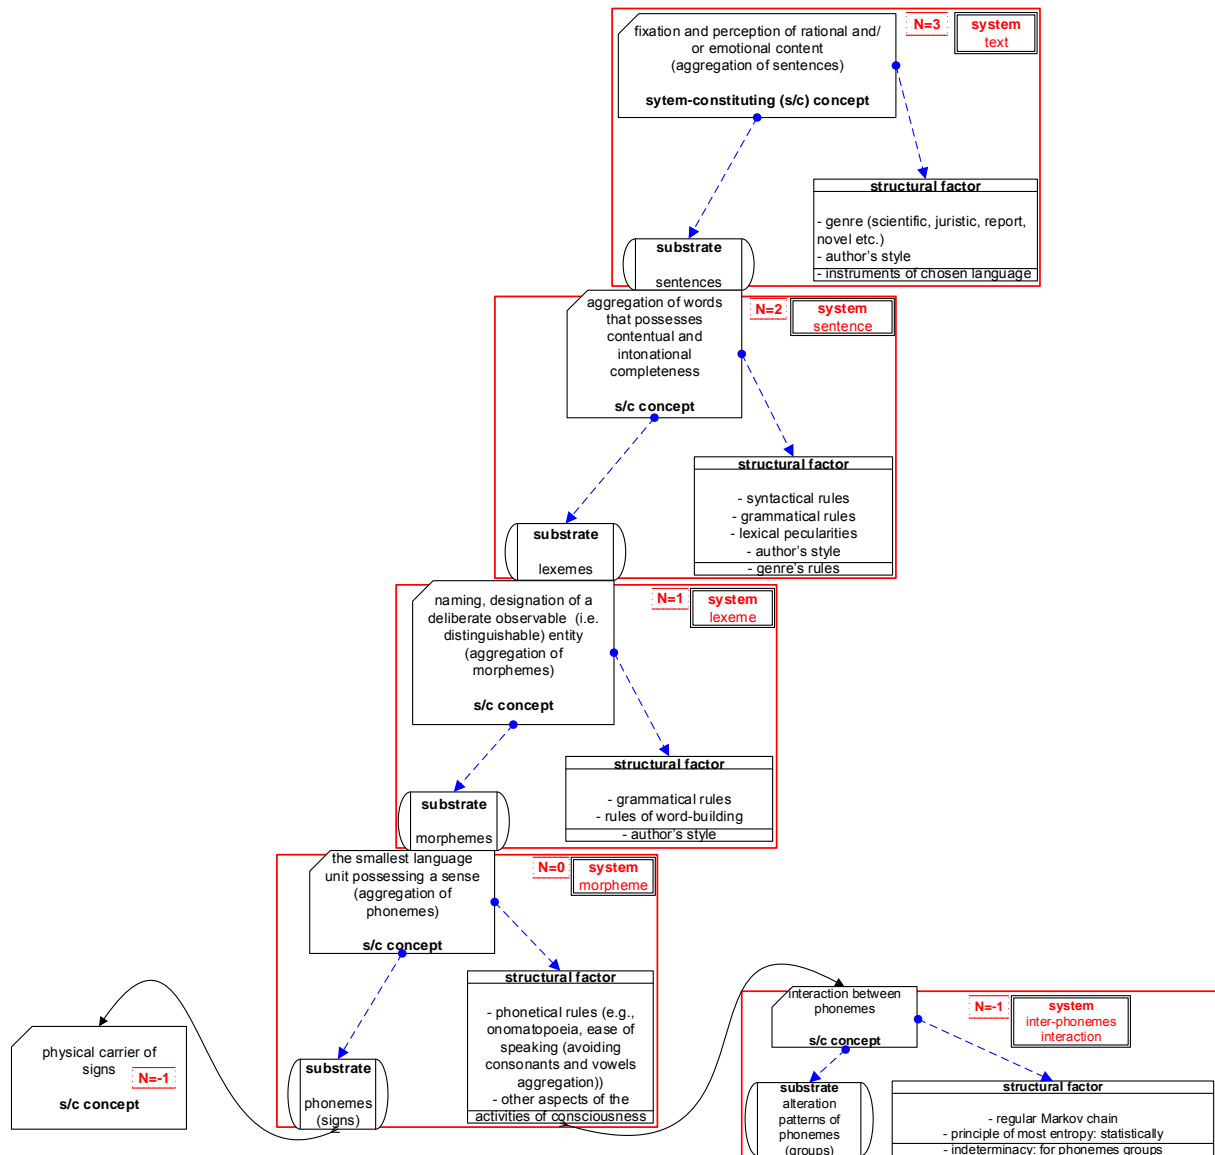 fixation and perception of rational and/
or emotional content
(aggregation of sentences)
sytem-constituting (s/c) concept
N=3
system
text
structural factor
- genre (scientific, juristic, report,
novel etc.)
- author's style
- instruments of chosen language
substrate
sentences
aggregation of words
that possesses
contentual and
intonational
completeness
s/c concept
N=2
system
sentence
structural factor
- syntactical rules
- grammatical rules
- lexical pecularities
- author's style
- genre's rules
substrate
lexemes
naming, designation of a
deliberate observable (i.e.
distinguishable) entity
(aggregation of
morphemes)
s/c concept
N=1
system
lexeme
structural factor
- grammatical rules
- rules of word-building
- author's style
substrate
morphemes
the smallest language
unit possessing a sense
(aggregation of
phonemes)
s/c concept
N=0
system
morpheme
structural factor
- phonetical rules (e.g.,
onomatopoeia, ease of
speaking (avoiding
consonants and vowels
aggregation))
- other aspects of the
activities of consciousness
substrate
phonemes
(signs)
physical carrier of
signs
N=-1
s/c concept
interaction between
phonemes
s/c concept
N=-1
system
inter-phonemes
interaction
substrate
alteration
patterns of
phonemes
(groups)
structural factor
- regular Markov chain
- principle of most entropy: statistically
- indeterminacy: for phonemes groups